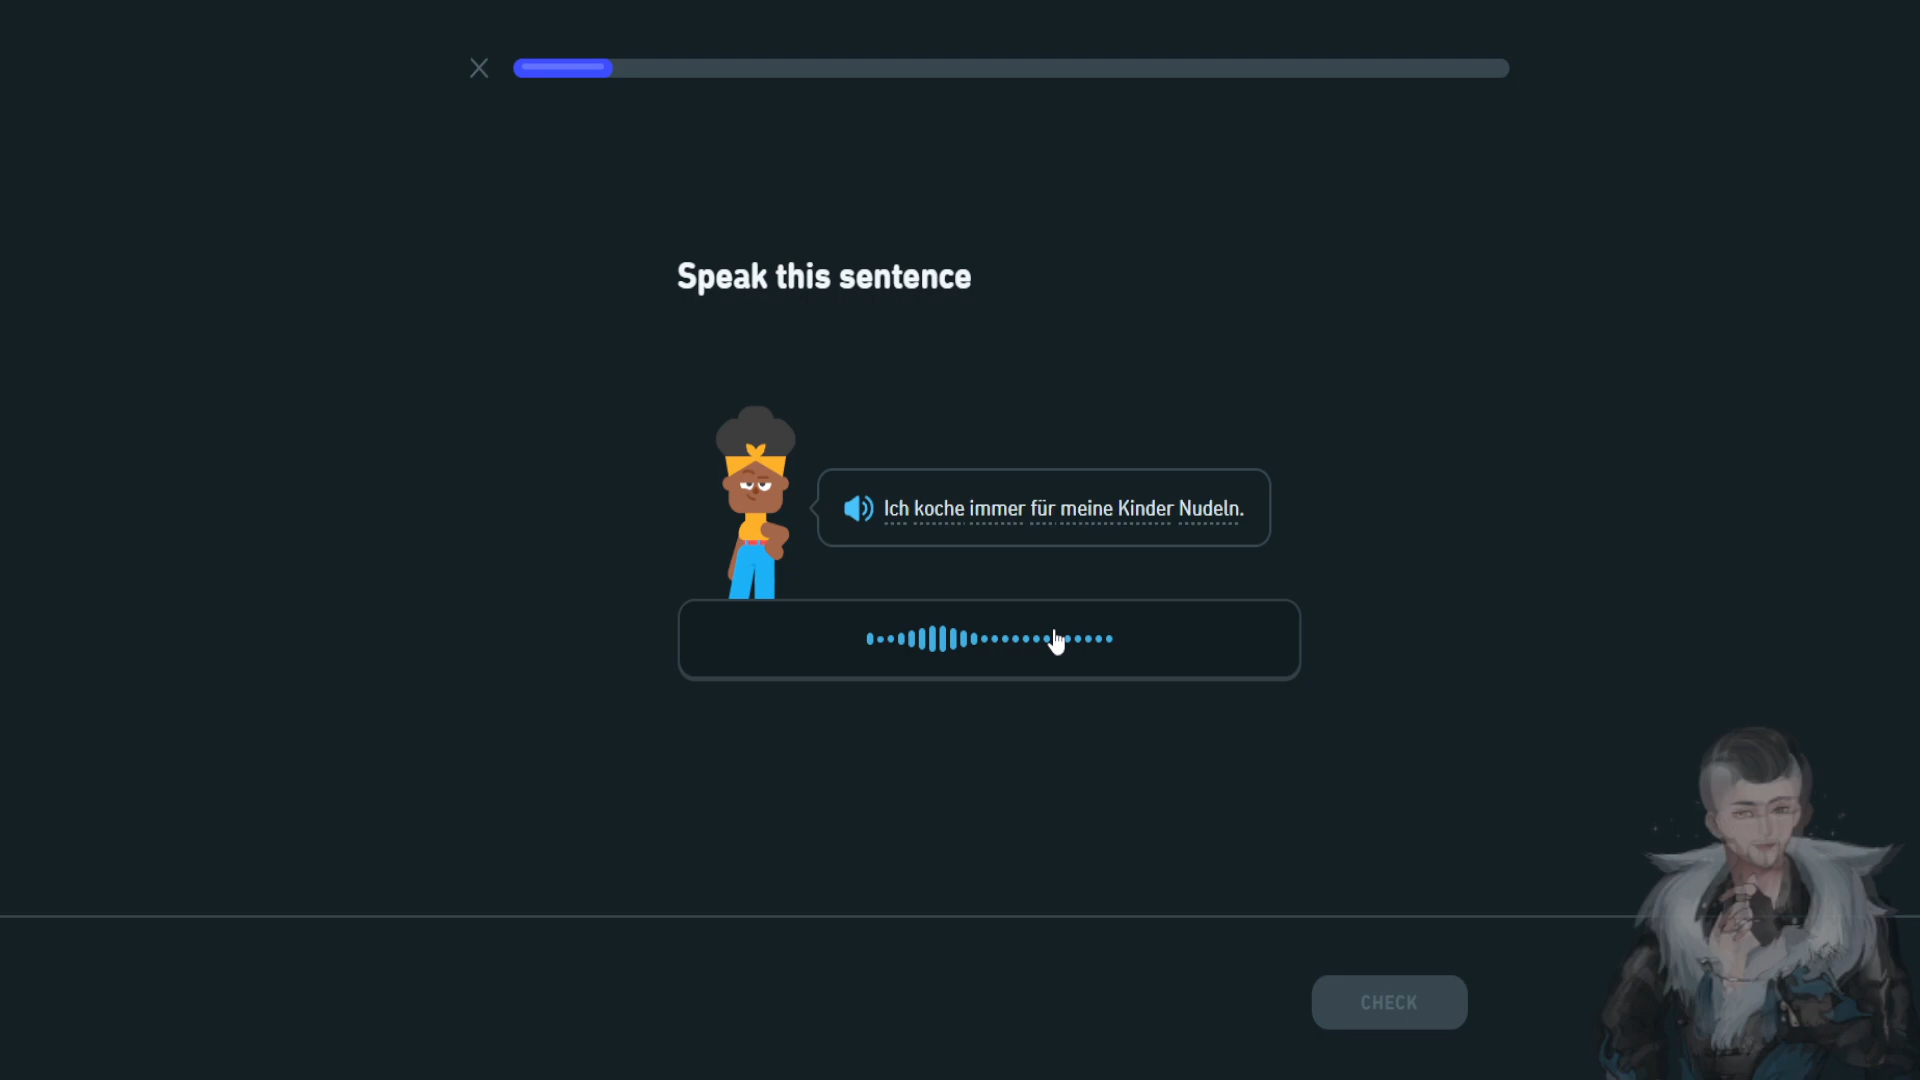 Speak this sentence
Ich koche immer für meine Kinder Nudeln.
CHECK